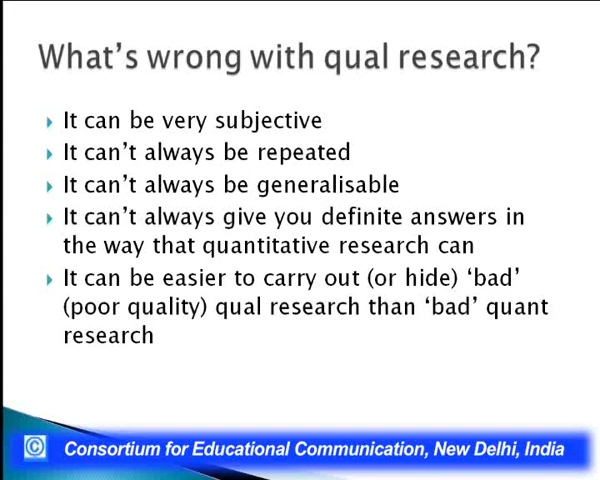 What's wrong with qual research?
It can be very subjective
It can't always be repeated
It can't always be generalisable
It can't always give you definite answers in
the way that quantitative research can
It can be easier to carry out (or hide) 'bad'
(poor quality) qual research than 'bad' quant
research
© Consortium for Educational Communication, New Delhi, India